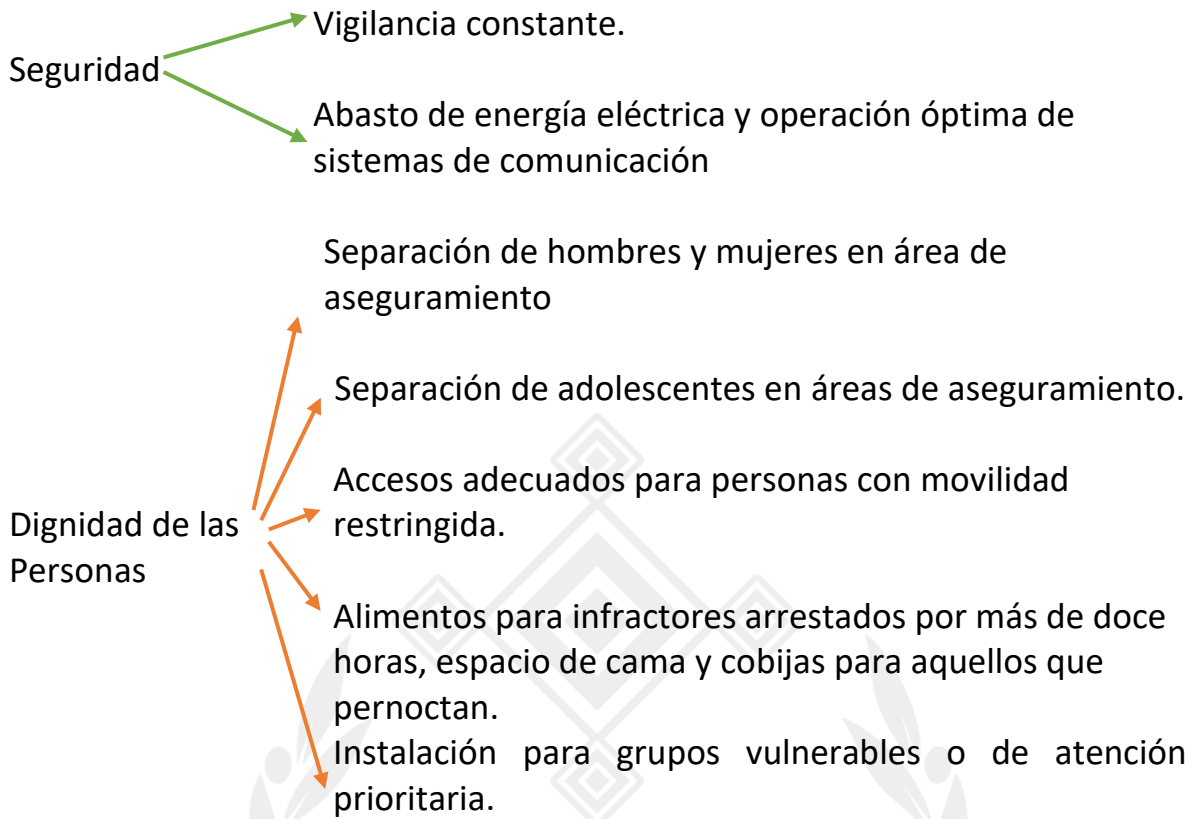 Vigilancia constante.
Seguridad
Abasto de energía eléctrica y operación óptima de
sistemas de comunicación
Separación de hombres y mujeres en área de
aseguramiento
Separación de adolescentes en áreas de aseguramiento.
Accesos adecuados para personas con movilidad
restringida.
Dignidad de las
Personas
Alimentos para infractores arrestados por más de doce
horas, espacio de cama y cobijas para aquellos que
pernoctan.
Instalación para grupos vulnerables o de atención
prioritaria.